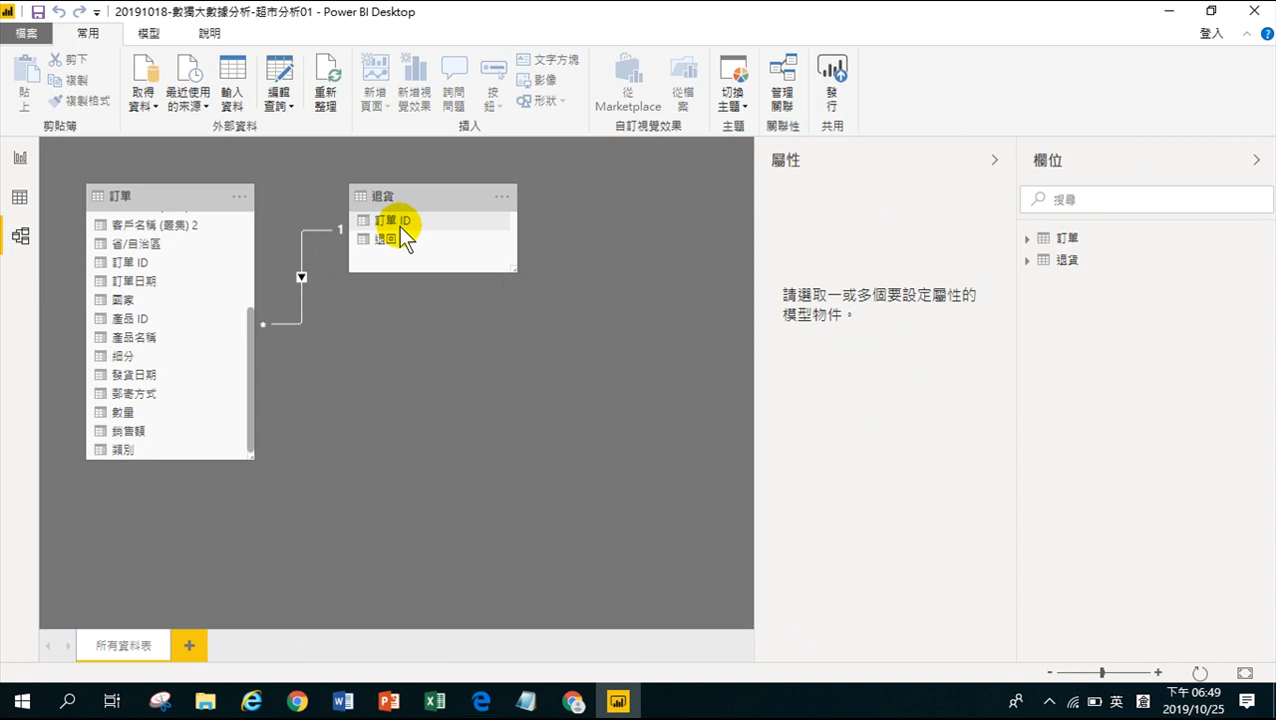 20191018-數獨大數據分析-超市分析01 - Power BI Desktop
檔案 常用 模型 說明 登入
貼上 剪下 複製 複製格式
取得資料 最近使用的來源 輸入資料 編輯查詢 重新整理
新增頁面 新增視覺效果 詢問問題 按鈕 文字方塊 影像 形狀
從 Marketplace 從檔案 切換主題 管理關聯 發行
剪貼簿 外部資料 插入 自訂視覺效果 主題 關聯性 共用
訂單
客戶名稱 (叢集) 2
省/自治區
訂單 ID
訂單日期
國家
產品 ID
產品名稱
細分
發貨日期
郵寄方式
數量
銷售額
類別
退貨
訂單 ID
退回
1
*
屬性
請選取一或多個要設定屬性的
模型物件。
欄位
搜尋
訂單
退貨
所有資料表
英
下午 06:49
2019/10/25